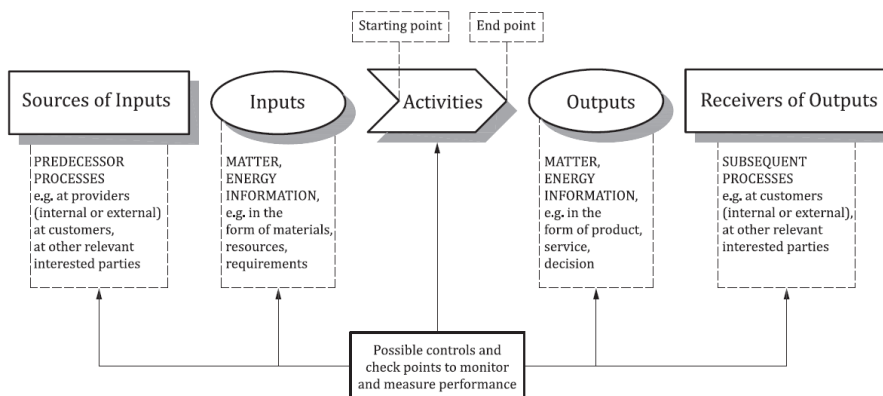 Starting point
End point
Sources of Inputs
Inputs
Activities
Outputs
Receivers of Outputs
PREDECESSOR
PROCESSES
e.g. at providers
(internal or external)
at customers,
at other relevant
interested parties
MATTER,
ENERGY
INFORMATION,
e.g. in the
form of materials,
resources,
requirements
MATTER,
ENERGY
INFORMATION,
e.g. in the
form of product,
service,
decision
SUBSEQUENT
PROCESSES
e.g. at customers
(internal or external),
at other relevant
interested parties
Possible controls and
check points to monitor
and measure performance